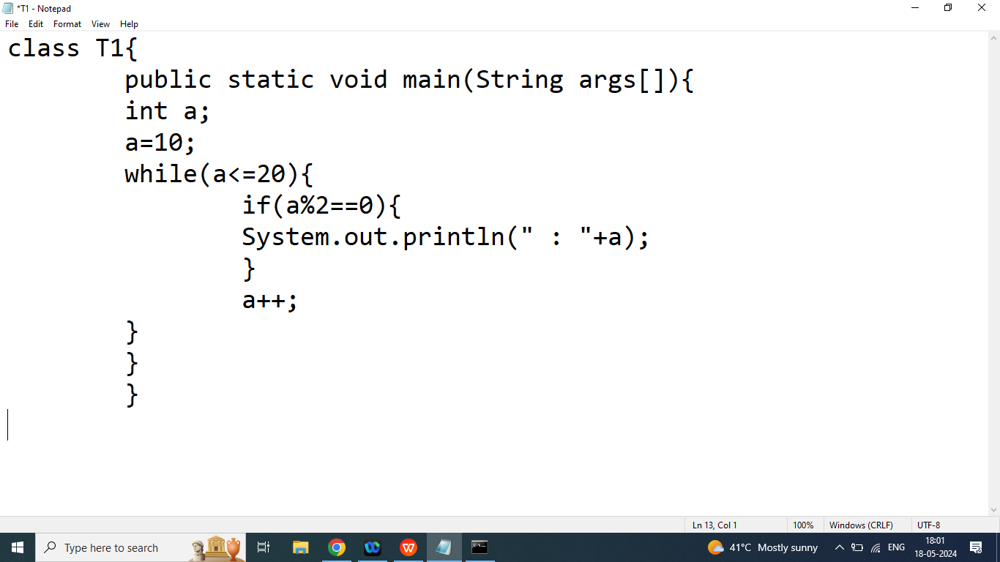 *T1 - Notepad
File Edit Format View Help
class T1{
public static void main(String args[]){
int a;
a=10;
while(a<=20){
if(a%2==0){
System.out.println(" : "+a);
}
a++;
}
}
}
Ln 13, Col 1 100% Windows (CRLF) UTF-8
Type here to search
W
C:\.
41°C Mostly sunny
ENG
18:01
18-05-2024